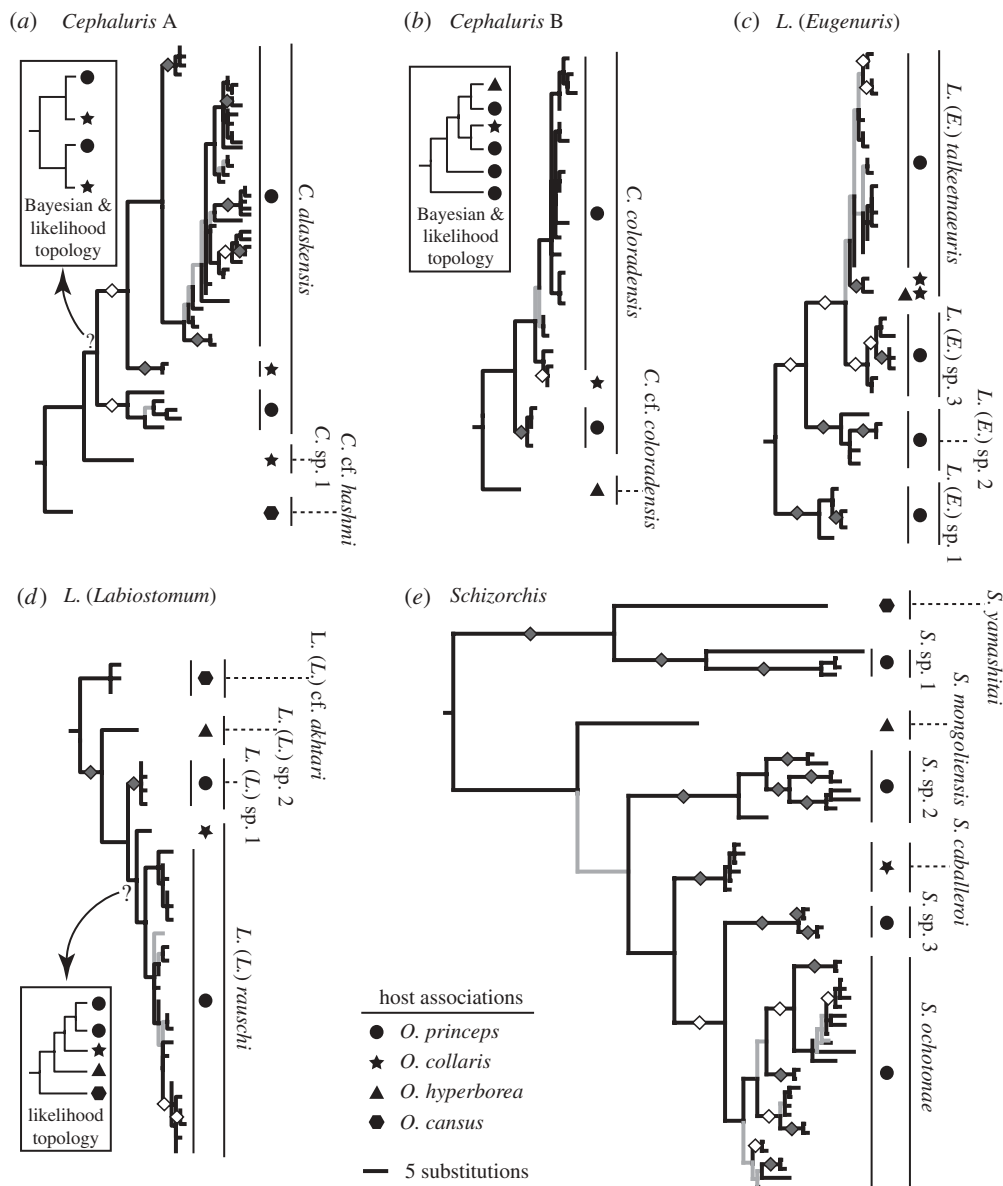 (a) Cephaluris A
Bayesian &
likelihood
topology
?
C. alaskensis
C. sp. 1
C. cf. hashmi
(b) Cephaluris B
Bayesian &
likelihood
topology
C. coloradensis
C. cf. coloradensis
(c) L. (Eugenuris)
L. (E.) talkeetnaeuris
L. (E.) sp. 3
L. (E.) sp. 2
L. (E.) sp. 1
(d) L. (Labiostomum)
L. (L.) cf. akhtari
L. (L.) sp. 2
L. (L.) sp. 1
L. (L.) rauschi
?
likelihood
topology
host associations
O. princeps
O. collaris
O. hyperborea
O. cansus
5 substitutions
(e) Schizorchis
S. yamashitai
S. sp. 1
S. mongoliensis
S. sp. 2
S. caballeroi
S. sp. 3
S. ochotonae